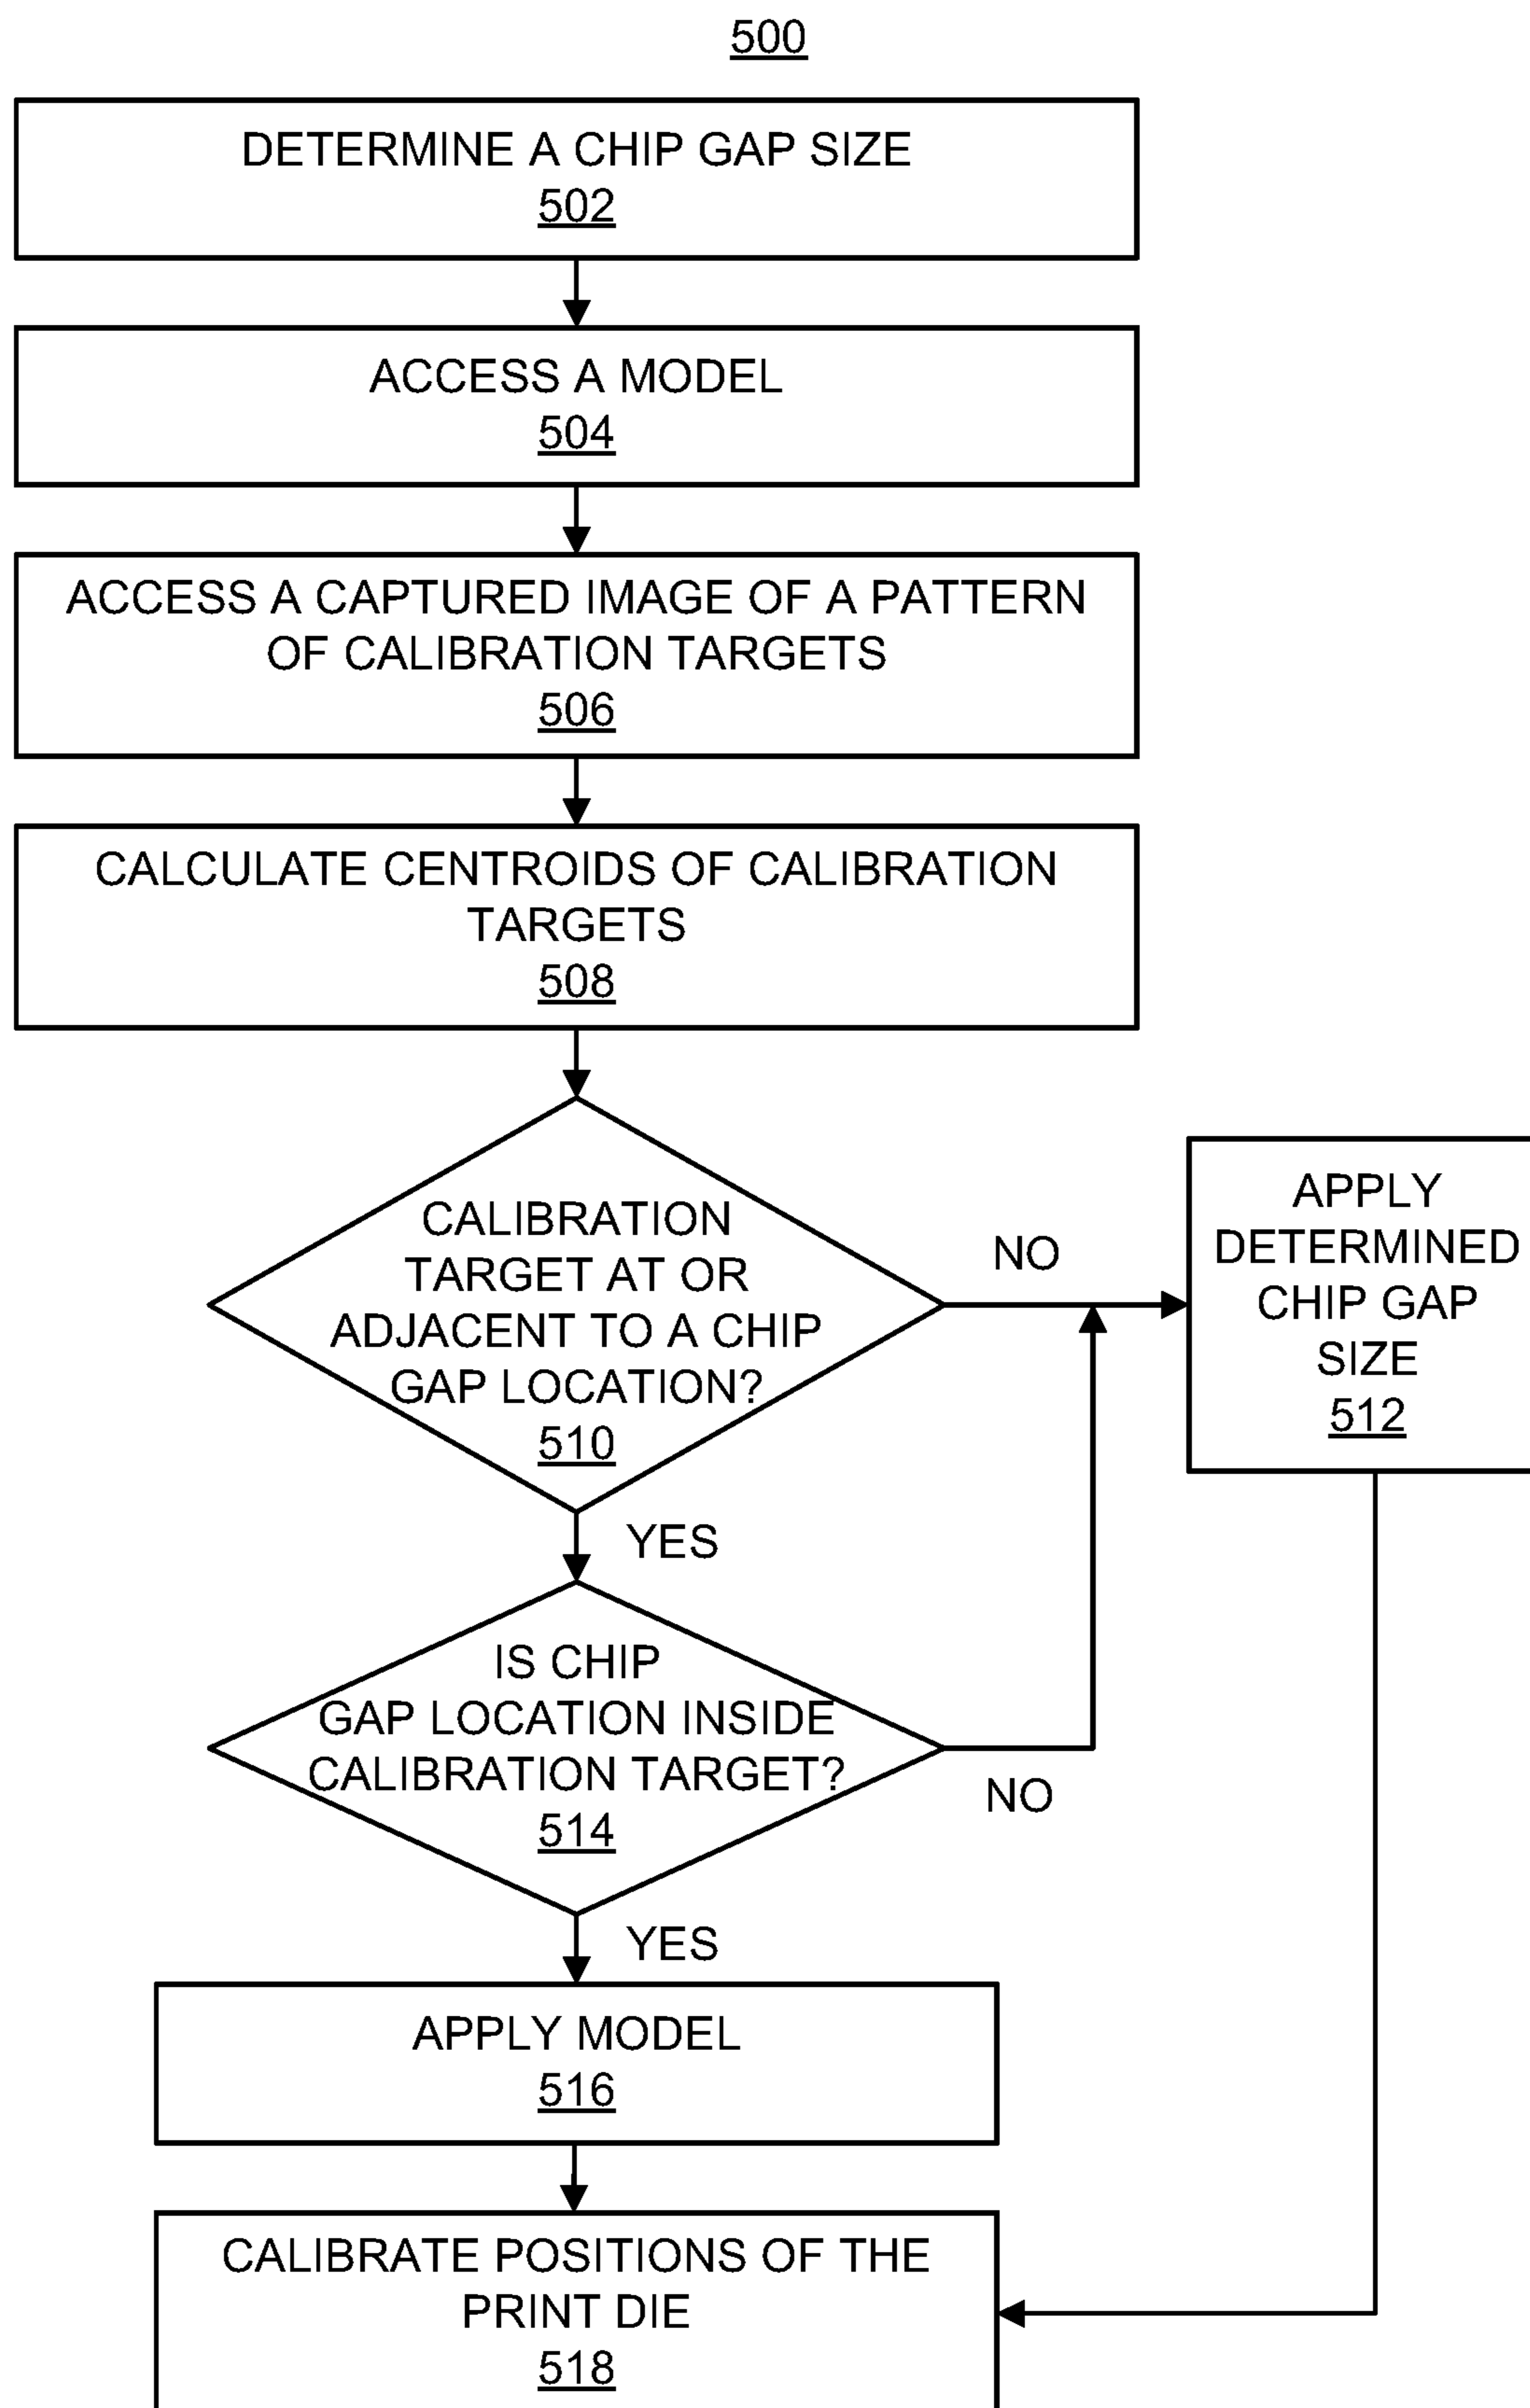 500
DETERMINE A CHIP GAP SIZE
502
ACCESS A MODEL
504
ACCESS A CAPTURED IMAGE OF A PATTERN
OF CALIBRATION TARGETS
506
CALCULATE CENTROIDS OF CALIBRATION
TARGETS
508
CALIBRATION
TARGET AT OR
ADJACENT TO A CHIP
GAP LOCATION?
510
NO
APPLY
DETERMINED
CHIP GAP
SIZE
512
YES
IS CHIP
GAP LOCATION INSIDE
CALIBRATION TARGET?
514
NO
YES
APPLY MODEL
516
CALIBRATE POSITIONS OF THE
PRINT DIE
518